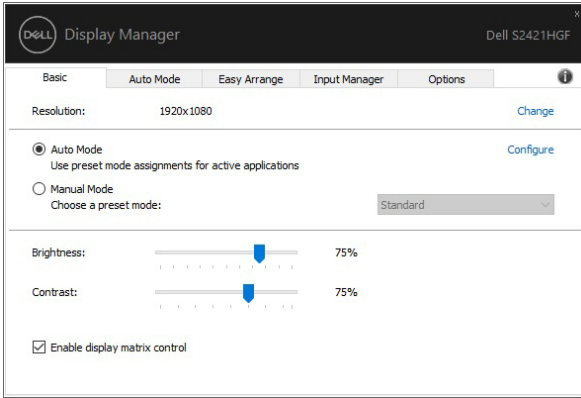 DELL Display Manager
Dell S2421HGF
Basic Auto Mode Easy Arrange Input Manager Options
Resolution: 1920x1080 Change
Auto Mode Configure
Use preset mode assignments for active applications
Manual Mode
Choose a preset mode: Standard
Brightness: 75%
Contrast: 75%
Enable display matrix control